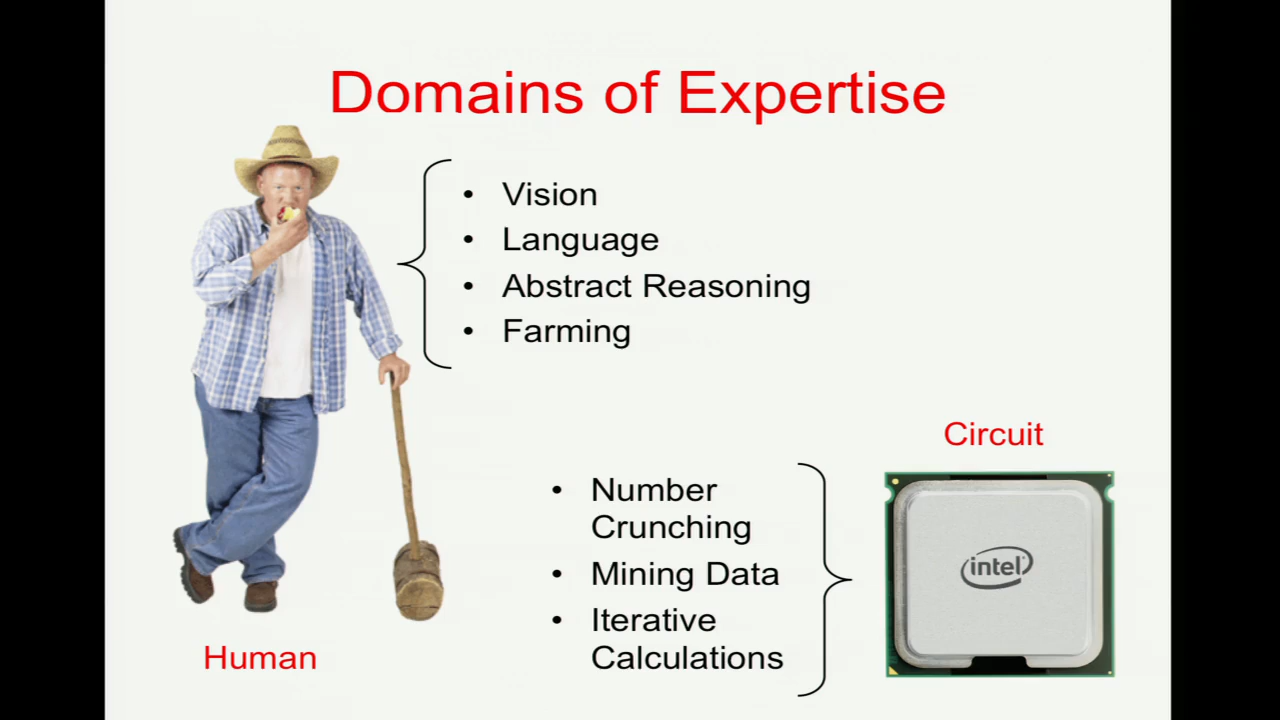 Domains of Expertise
• Vision
• Language
• Abstract Reasoning
• Farming
Circuit
• Number
Crunching
• Mining Data
• Iterative
Calculations
intel
Human